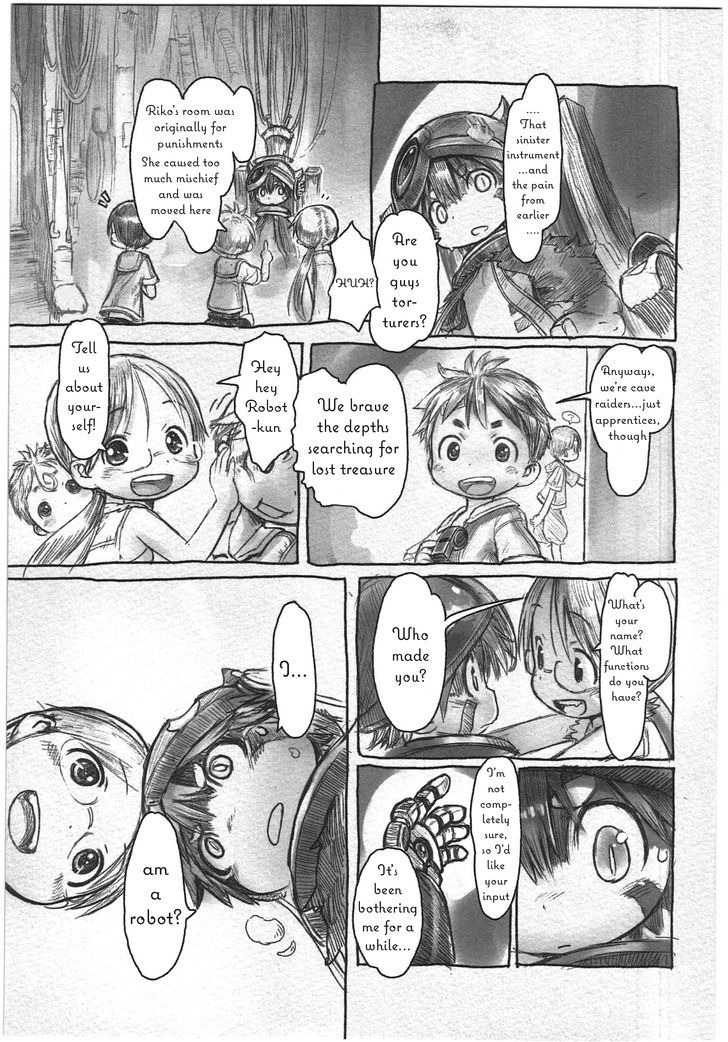 ....
That
sinister
instrument
...and
the pain
from
earlier
....
Are
you
guys
tor-
turers?
HUH?
Riko's room was
originally for
punishments
She caused too
much mischief
and was
moved here
Anyways,
we're cave
raiders...just
apprentices,
though
?
We brave
the depths
searching for
lost treasure
Hey
hey
Robot
-kun
Tell
us
about
your-
self!
What's
your
name?
What
functions
do you
have?
Who
made
you?
I'm
not
comp-
letely
sure,
so I'd
like
your
input
It's
been
bothering
me for a
while...
I...
am
a
robot?